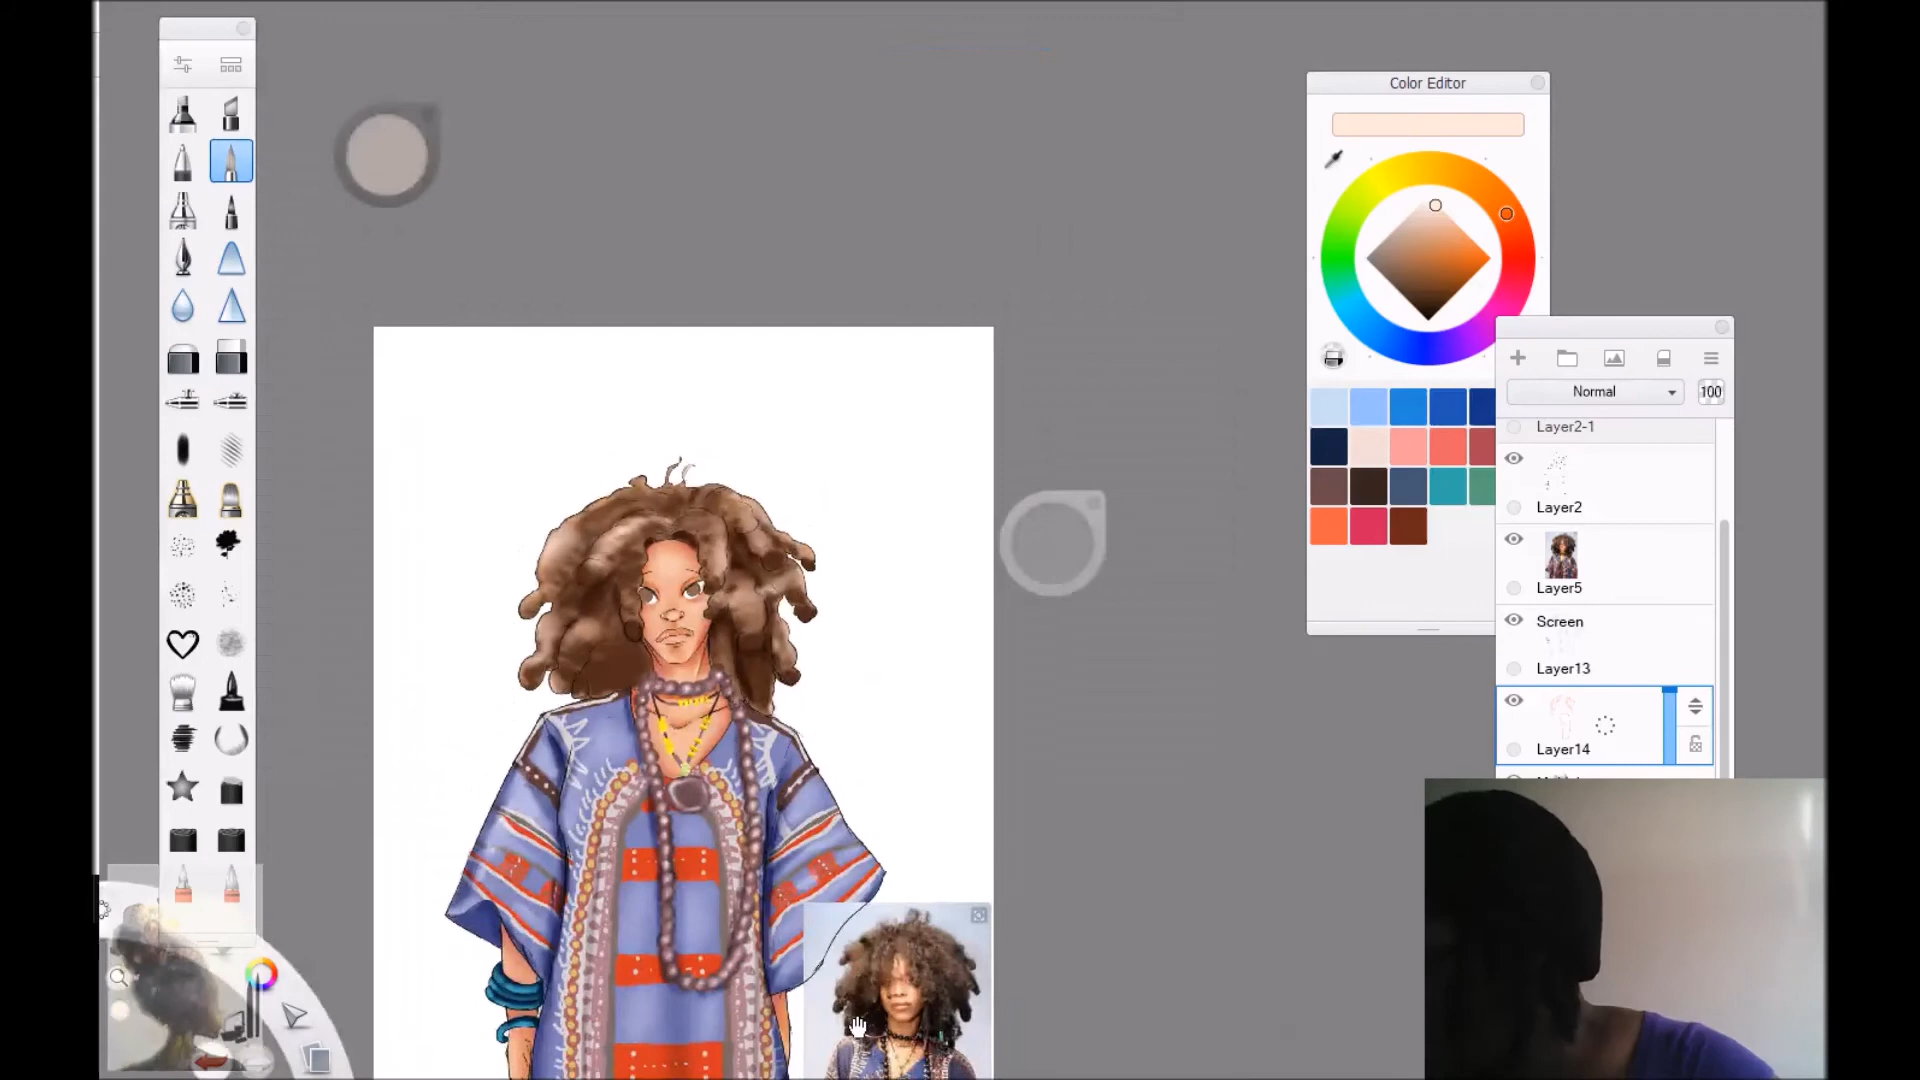 Color Editor
Normal
100
Layer2-1
Layer2
Layer5
Screen
Layer13
Layer14